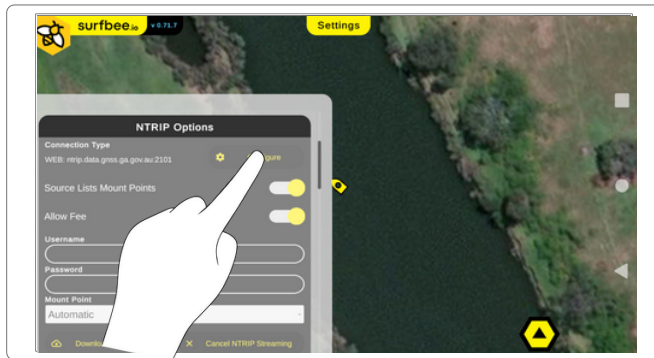 surfbee.io v 0.71.7
Settings
NTRIP Options
Connection Type
WEB: ntrip.data.gnss.ga.gov.au:2101
Source Lists Mount Points
Allow Fee
Username
Password
Mount Point
Automatic
Cancel NTRIP Streaming